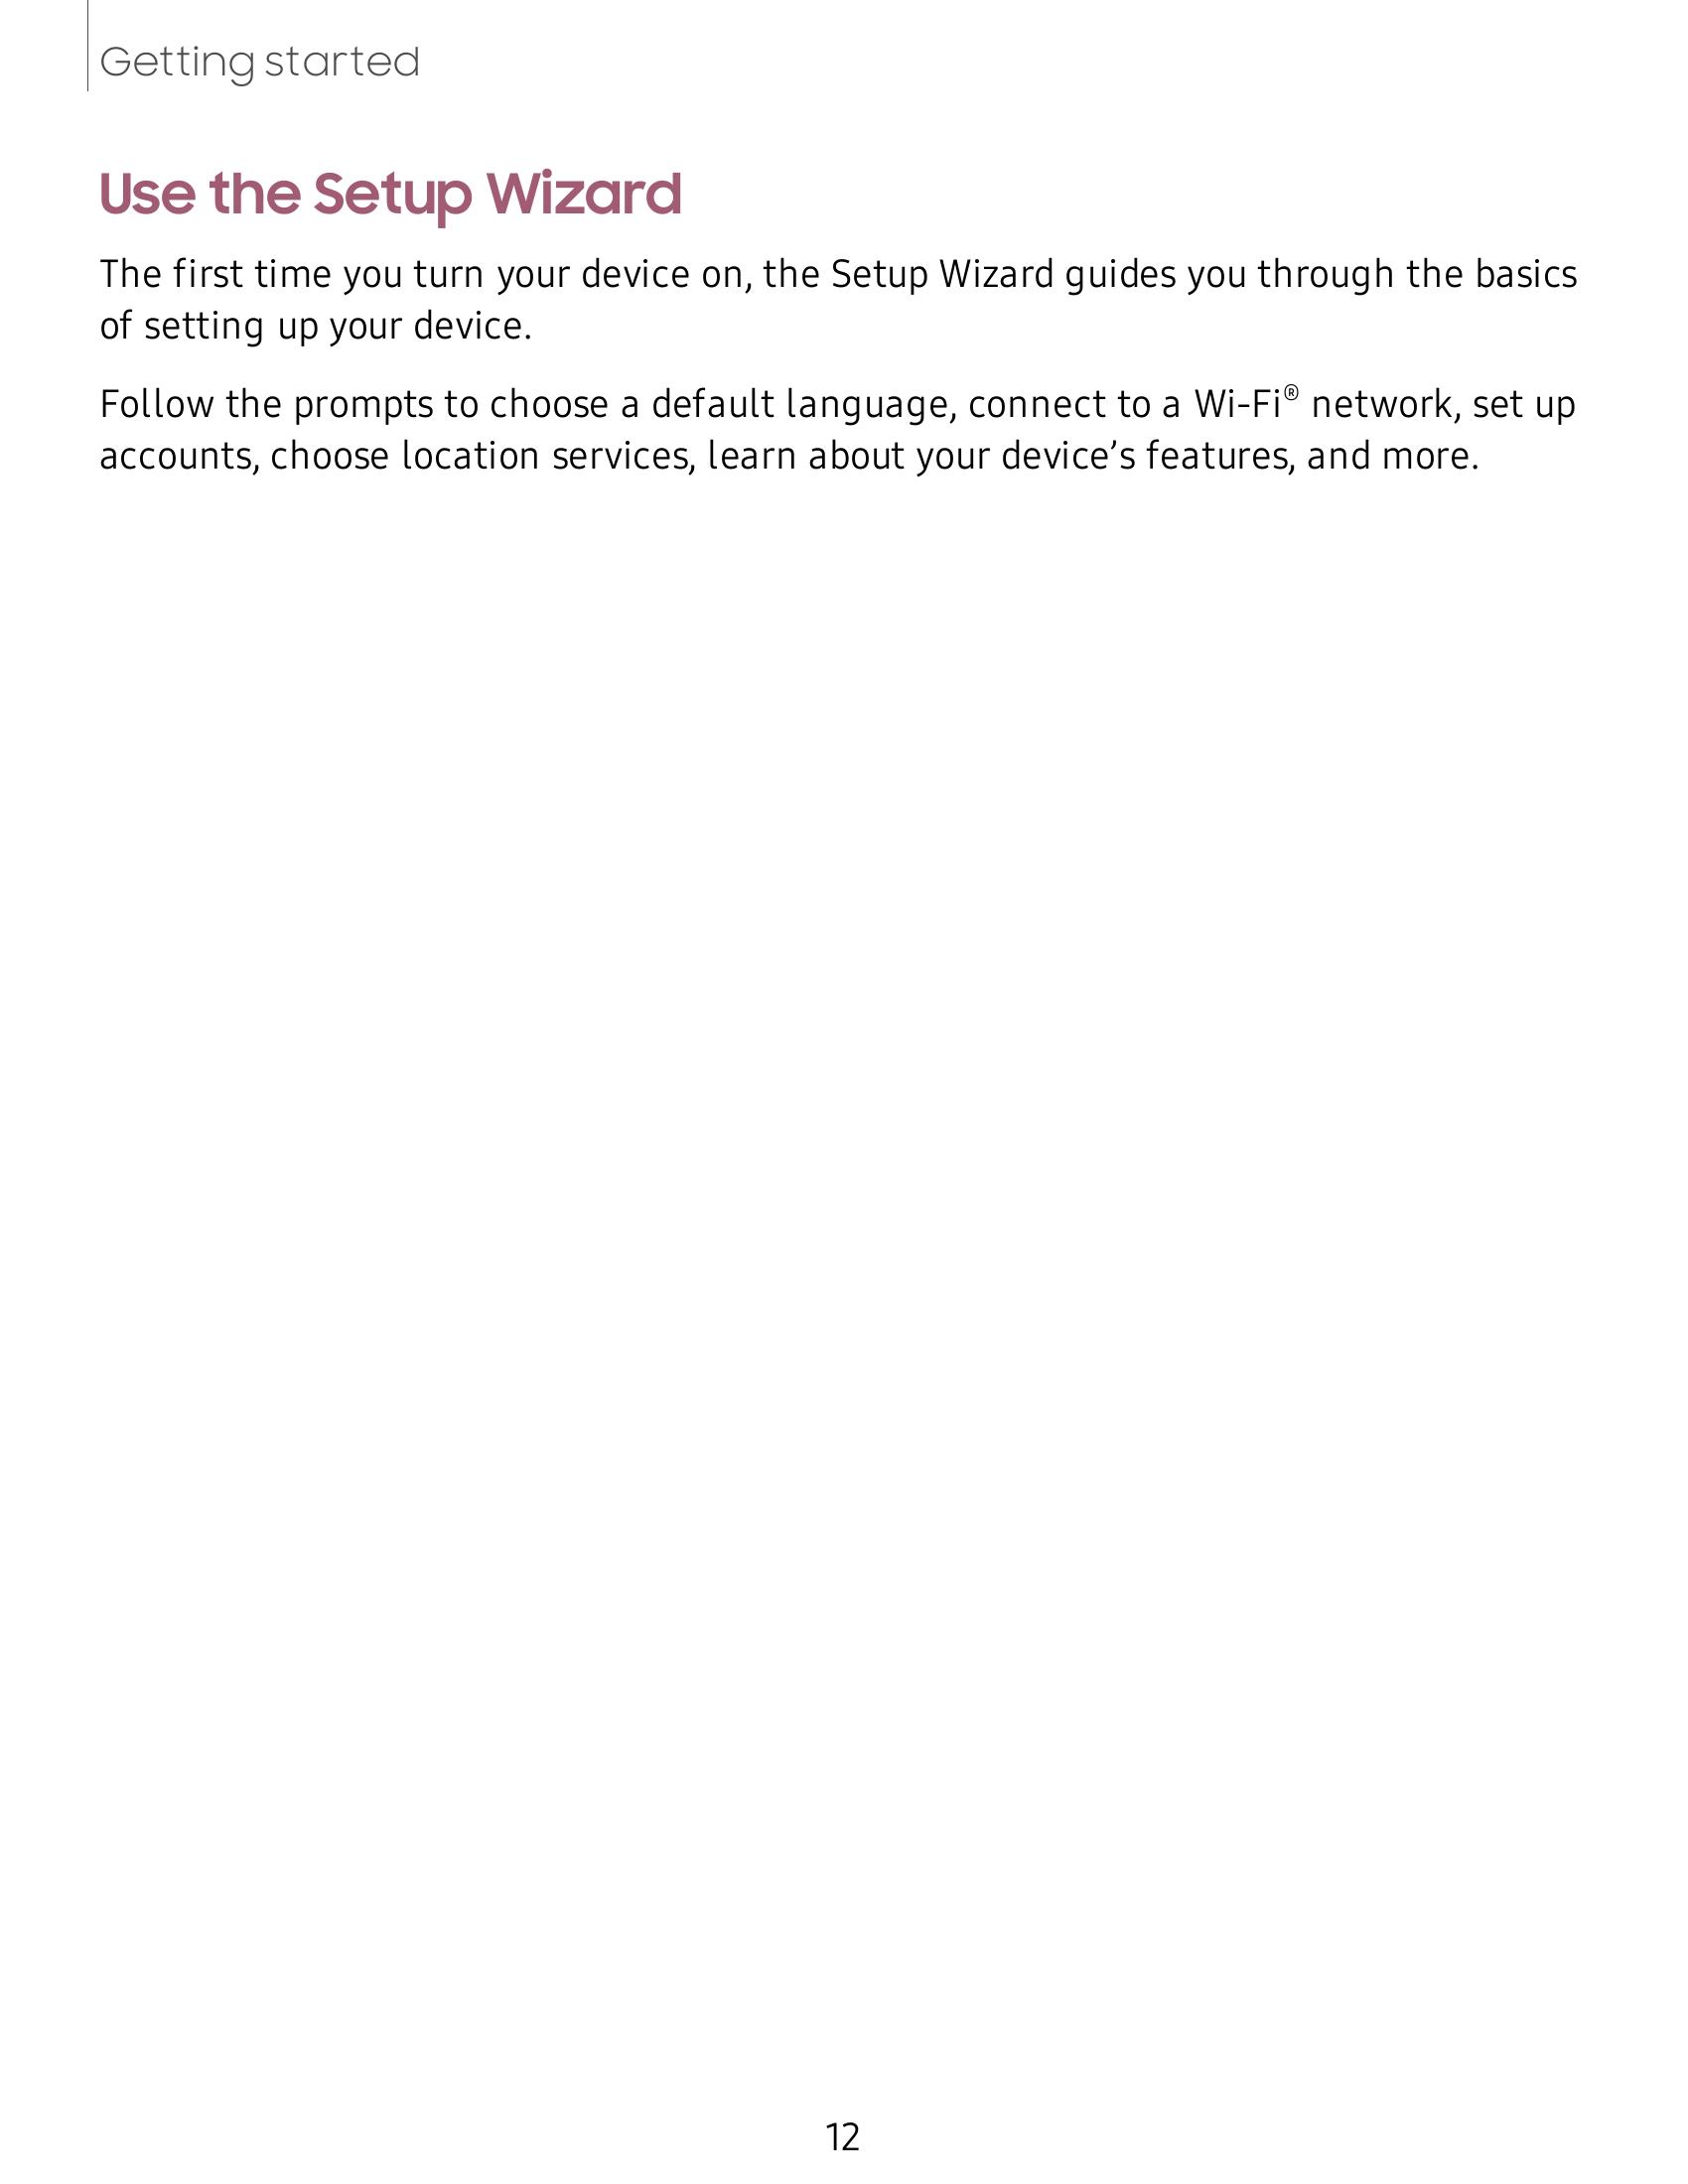 Getting started
Use the Setup Wizard
The first time you turn your device on, the Setup Wizard guides you through the basics
of setting up your device.
Follow the prompts to choose a default language, connect to a Wi-Fi® network, set up
accounts, choose location services, learn about your device’s features, and more.
12